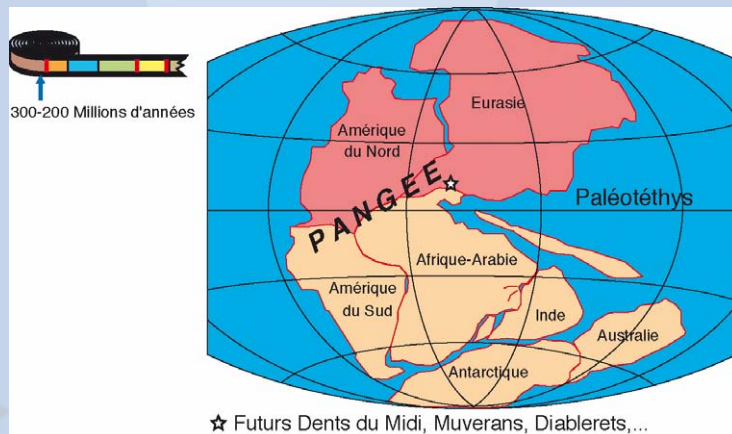 300-200 Millions d'années
Eurasie
Amérique
du Nord
PANGEE
Paléotéthys
Afrique-Arabie
Amérique
du Sud
Inde
Australie
Antarctique
☆ Futurs Dents du Midi, Muverans, Diablerets,...